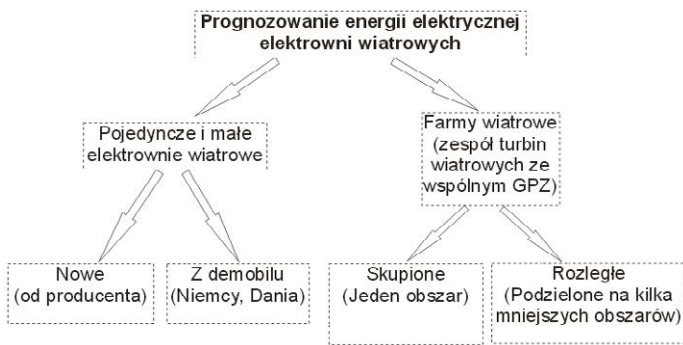 Prognozowanie energii elektrycznej
elektrowni wiatrowych
Pojedyncze i małe
elektrownie wiatrowe
Farmy wiatrowe
(zespół turbin
wiatrowych ze
wspólnym GPZ)
Nowe
(od producenta)
Z demobilu
(Niemcy, Dania)
Skupione
(Jeden obszar)
Rozległe
(Podzielone na kilka
mniejszych obszarów)